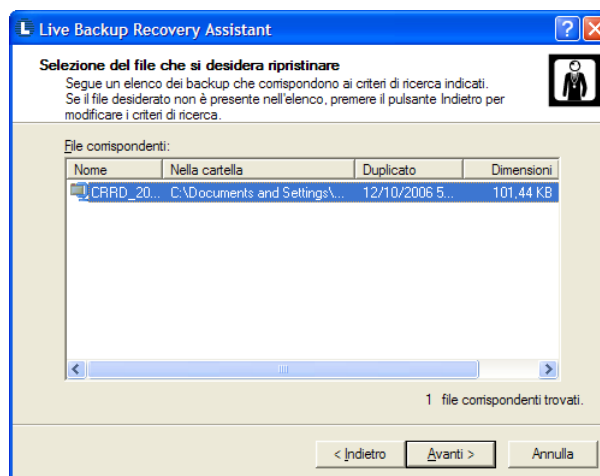 Live Backup Recovery Assistant
Selezione del file che si desidera ripristinare
Segue un elenco dei backup che corrispondono ai criteri di ricerca indicati.
Se il file desiderato non è presente nell'elenco, premere il pulsante Indietro per
modificare i criteri di ricerca.
File corrispondenti:
Nome Nella cartella Duplicato Dimensioni
CRRD_20... C:\Documents and Settings\... 12/10/2006 5... 101,44 KB
1 file corrispondenti trovati.
< Indietro Avanti > Annulla